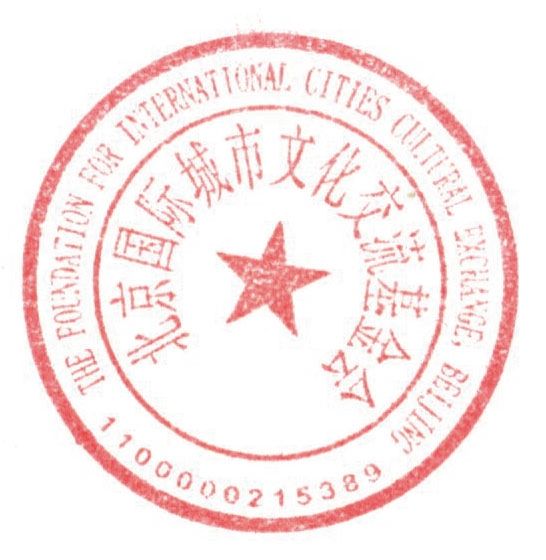 THE FOUNDATION FOR INTERNATIONAL CITIES CULTURAL EXCHANGE, BEIJING
北京国际城市文化交流基金会
1100000215389